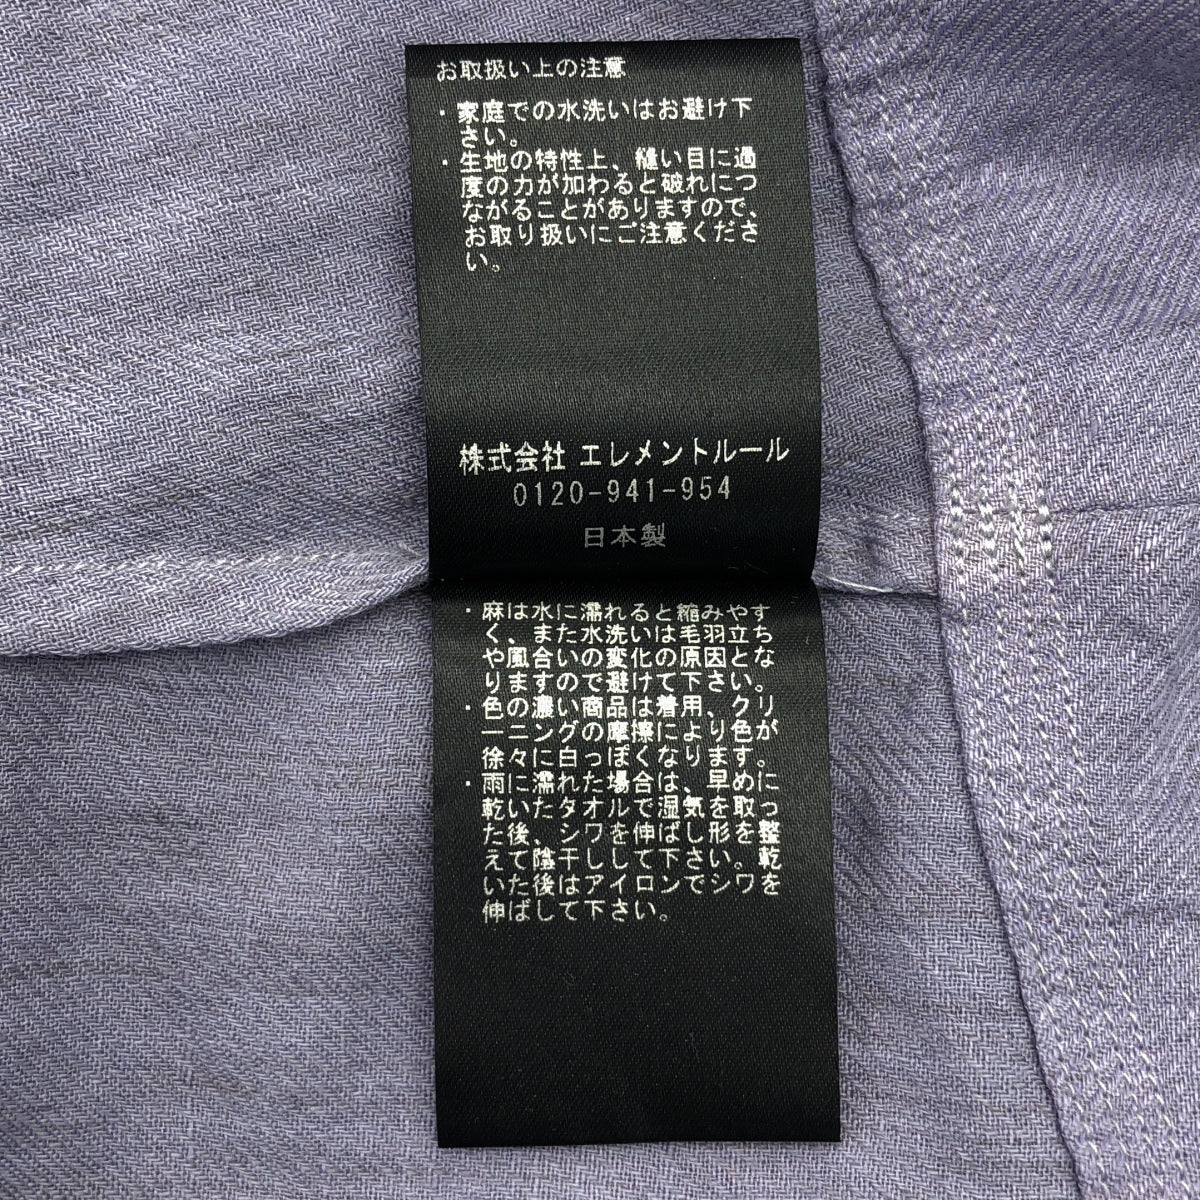 お取扱い上の注意
・家庭での水洗いはお避け下
さい。
・生地の特性上、縫い目に過
度の力が加わると破れにつ
ながることがありますので、
お取り扱いにご注意くださ
い。
株式会社 エレメントルール
0120-941-954
日本製
・麻は水に濡れると縮みやす
く、また水洗いは毛羽立ち
や風合いの変化の原因とな
りますので避けて下さい。
・色の濃い商品は着用、クリ
ーニングの摩擦により色が
徐々に白っぽくなります。
・雨に濡れた場合は、早めに
乾いたタオルで湿気を取っ
た後、シワを伸ばし形を整
えて陰干しして下さい。乾
いた後はアイロンでシワを
伸ばして下さい。